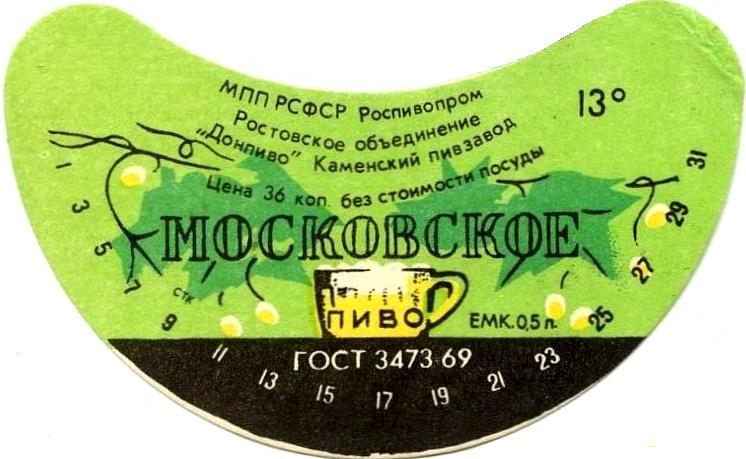 МПП РСФСР Роспивопром
Ростовское объединение
„Донпиво" Каменский пивзавод
13°
Цена 36 коп. без стоимости посуды
МОСКОВСКОЕ
ПИВО
стк
ЕМК. 0,5 л.
ГОСТ 3473 69
1 3 5 7 9 11 13 15 17 19 21 23 25 27 29 31